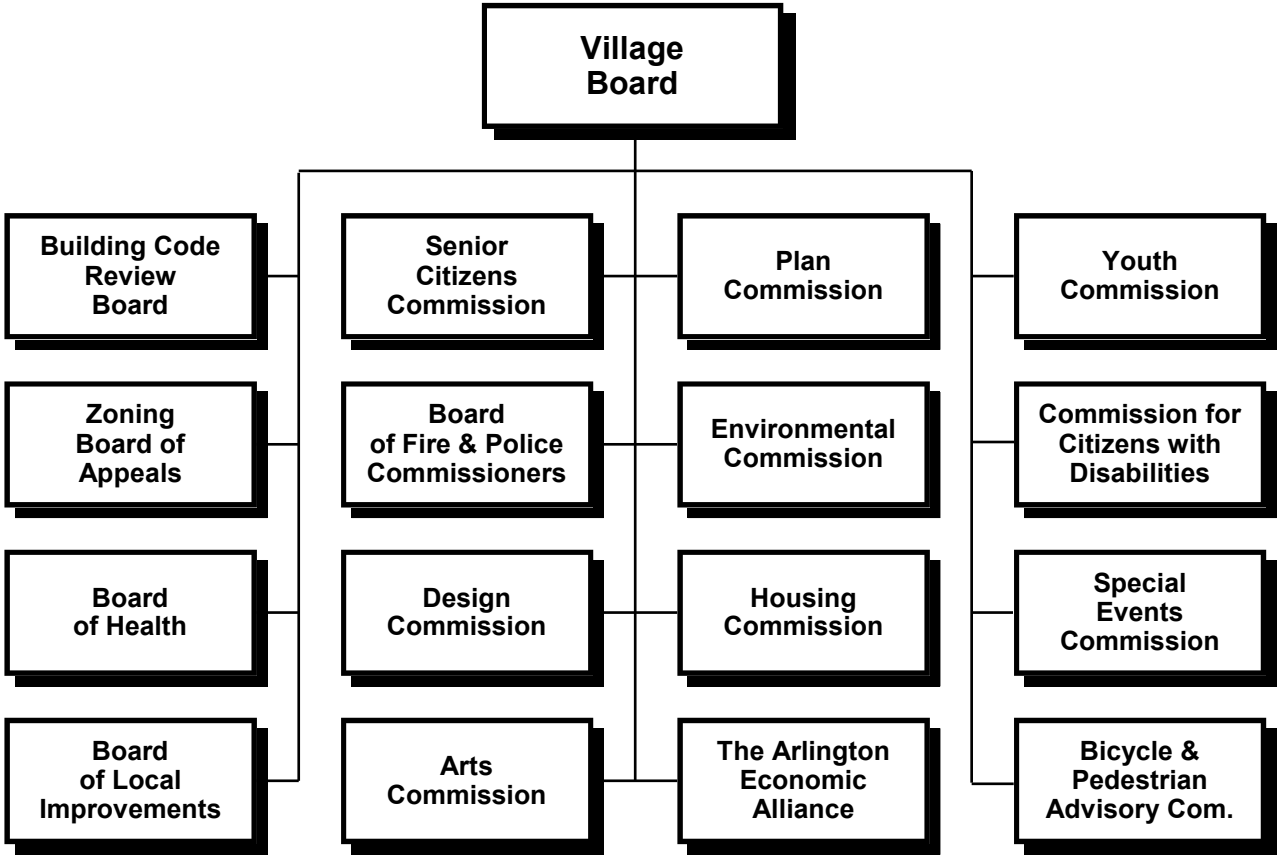 Village
Board
Building Code
Review
Board
Senior
Citizens
Commission
Plan
Commission
Youth
Commission
Zoning
Board of
Appeals
Board
of Fire & Police
Commissioners
Environmental
Commission
Commission for
Citizens with
Disabilities
Board
of Health
Design
Commission
Housing
Commission
Special
Events
Commission
Board
of Local
Improvements
Arts
Commission
The Arlington
Economic
Alliance
Bicycle &
Pedestrian
Advisory Com.